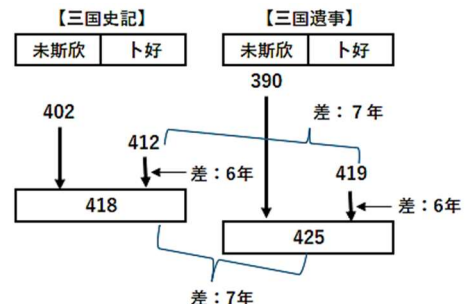 【三国史記】
【三国遺事】
未斯欣
卜好
未斯欣
卜好
390
402
差：7年
412
差：6年
419
418
差：6年
425
差：7年